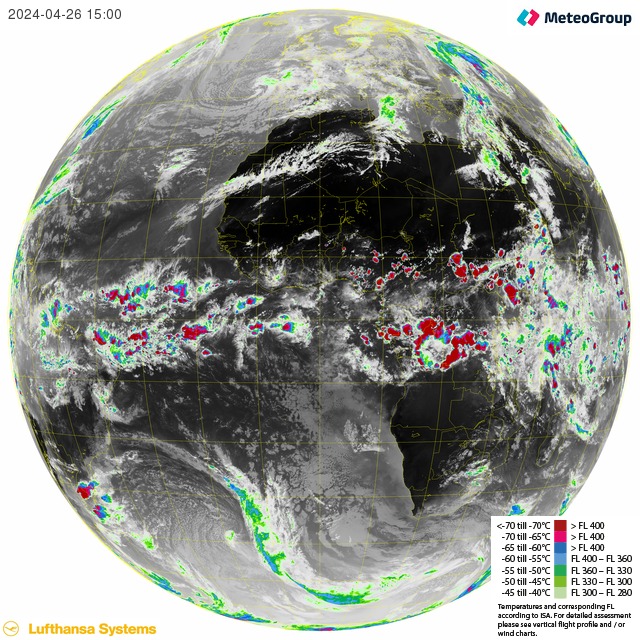 2024-04-26 15:00
MeteoGroup
<-70 till -70°C > FL 400
-70 till -65°C > FL 400
-65 till -60°C > FL 400
-60 till -55°C FL 400 – FL 360
-55 till -50°C FL 360 – FL 330
-50 till -45°C FL 330 – FL 300
-45 till -40°C FL 300 – FL 280
Temperatures and corresponding FL
according to ISA. For detailed assessment
please see vertical flight profile and / or
wind charts.
Lufthansa Systems